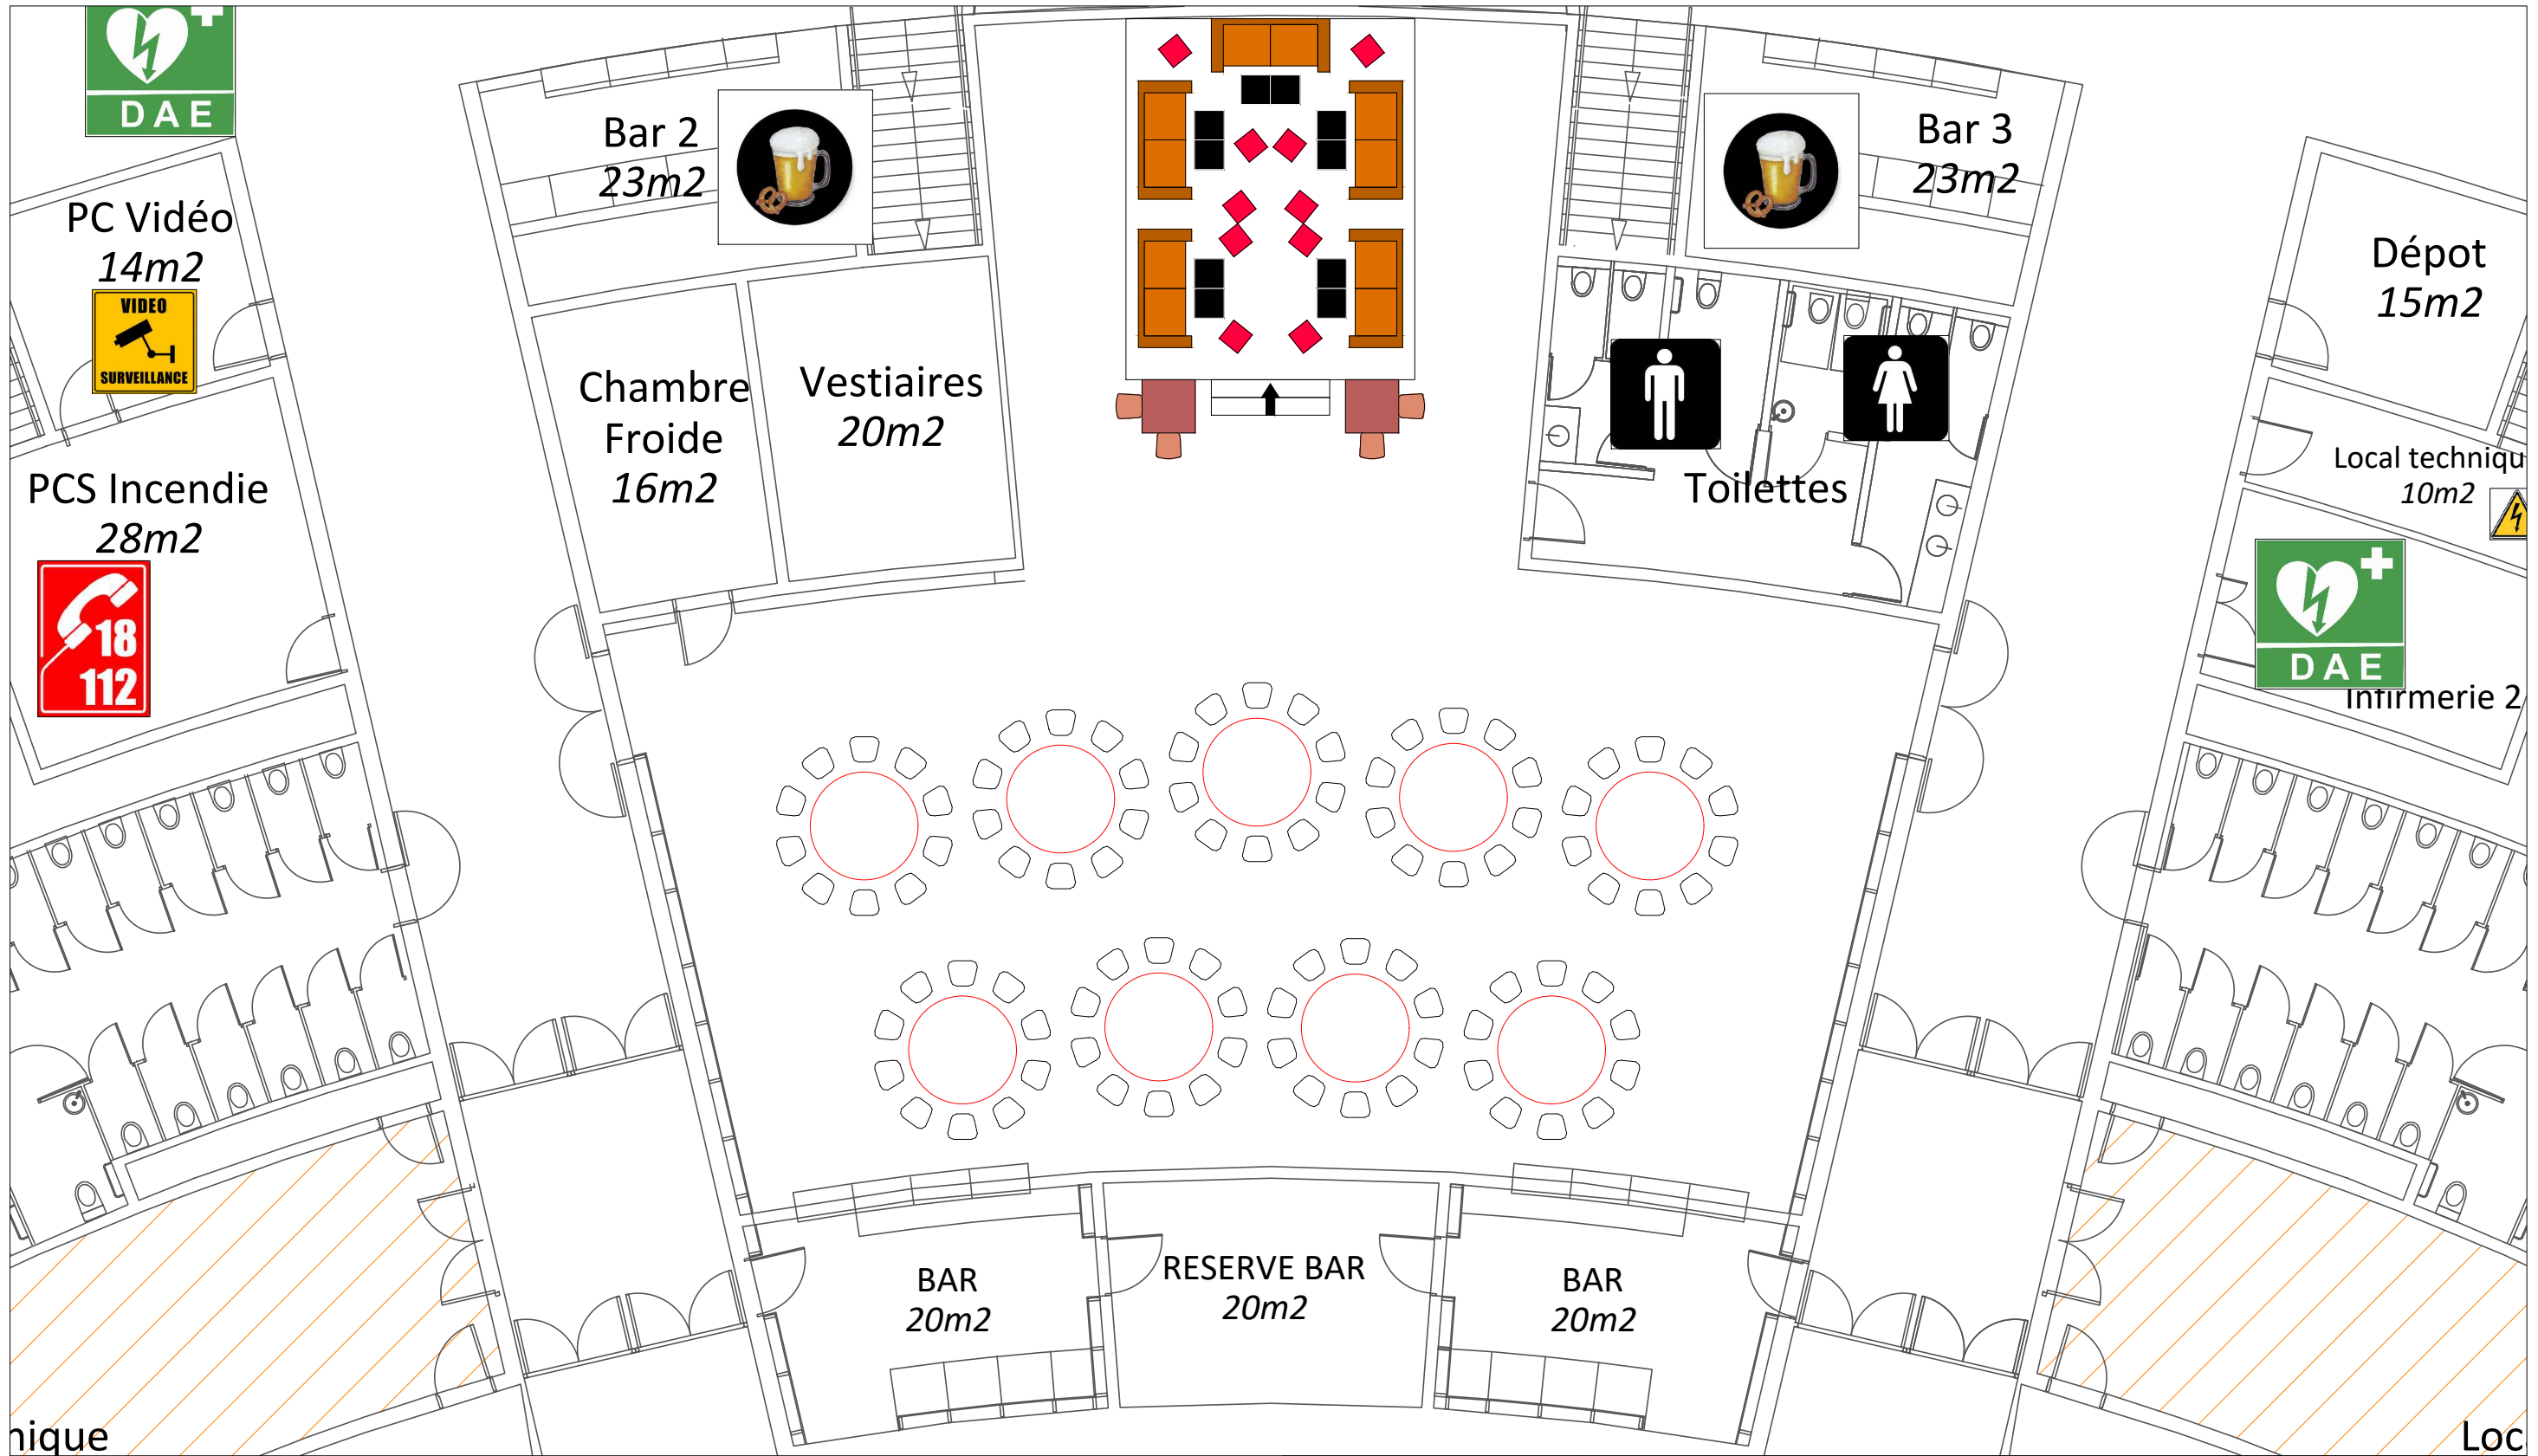 DAE
Bar 2
23m2
Bar 3
23m2
PC Vidéo
14m2
VIDEO
SURVEILLANCE
Dépot
15m2
Chambre
Froide
16m2
Vestiaires
20m2
Toilettes
Local techniqu
10m2
PCS Incendie
28m2
18
112
DAE
Infirmerie 2
BAR
20m2
RESERVE BAR
20m2
BAR
20m2
nique
Loc